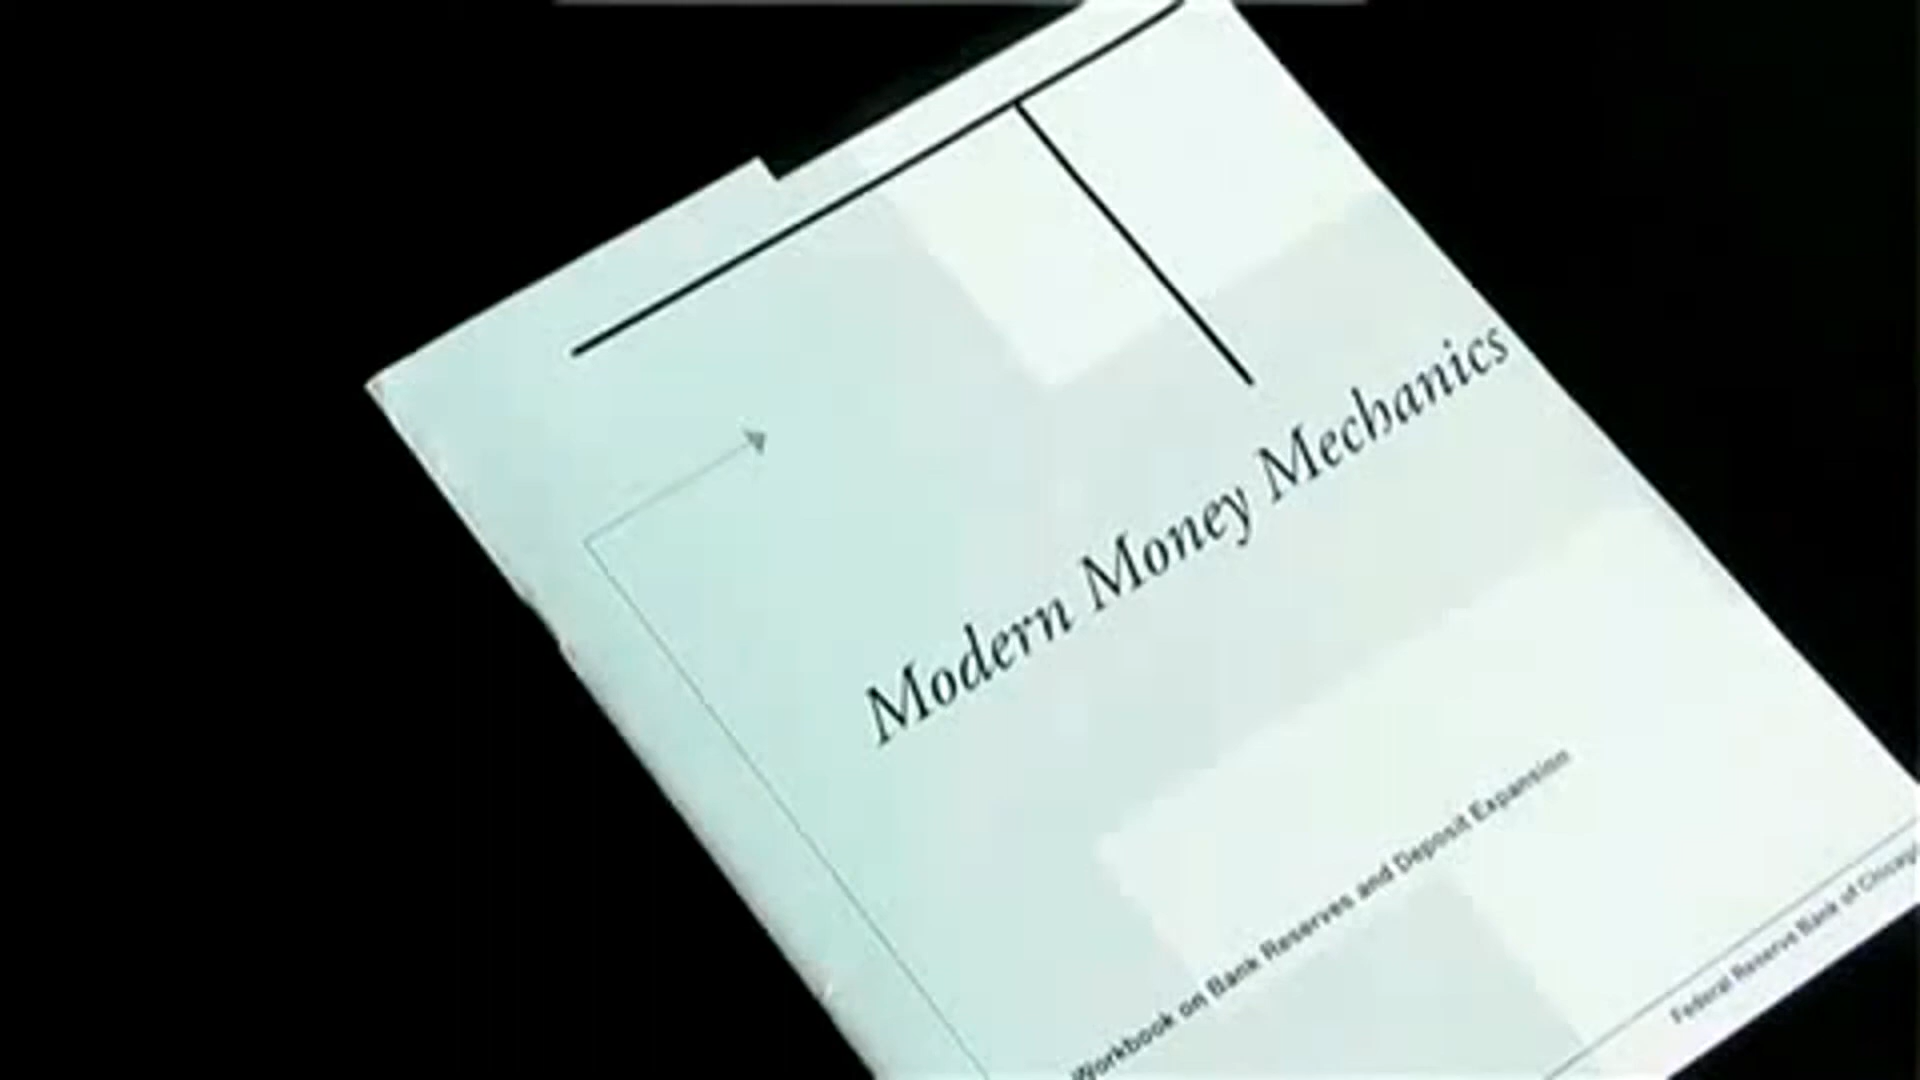 Modern Money Mechanics
Workbook on Bank Reserves and Deposit Expansion
Federal Reserve Bank of Chicago